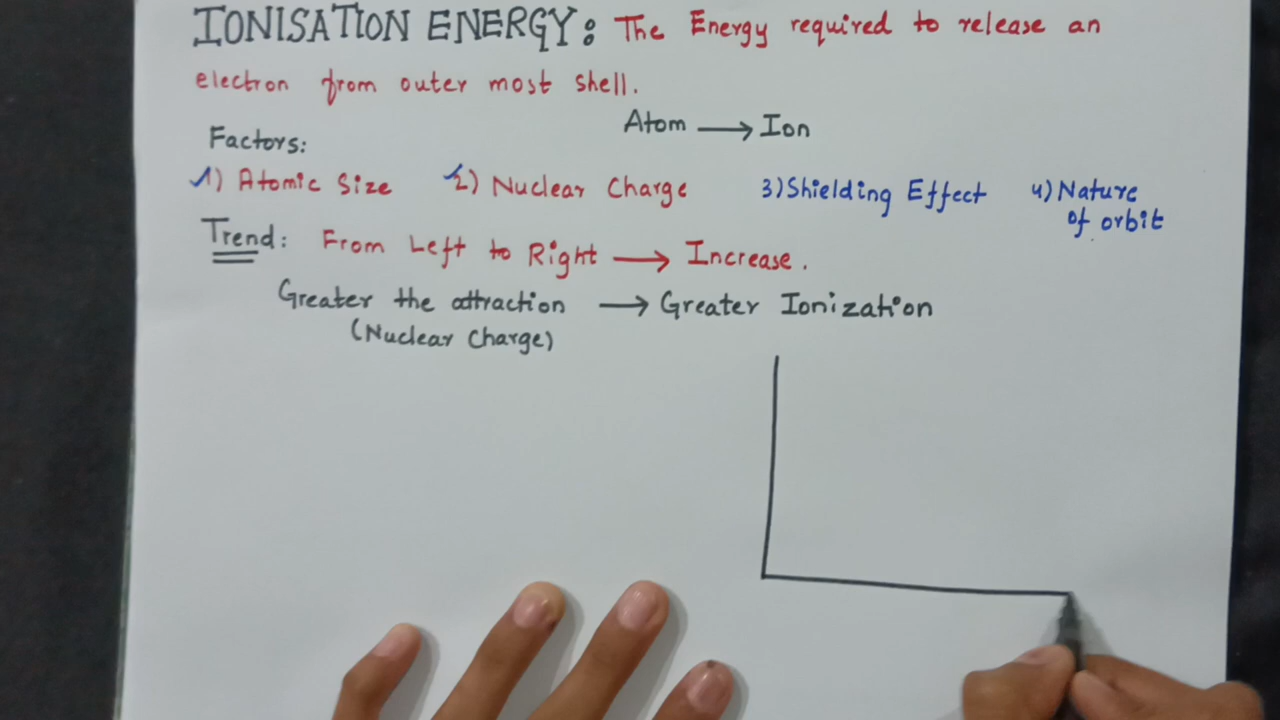 IONISATION ENERGY: The Energy required to release an
electron from outer most shell.
Atom → Ion
Factors:
1) Atomic Size 2) Nuclear Charge 3) Shielding Effect 4) Nature
of orbit
Trend: From Left to Right → Increase.
Greater the attraction → Greater Ionization
(Nuclear Charge)